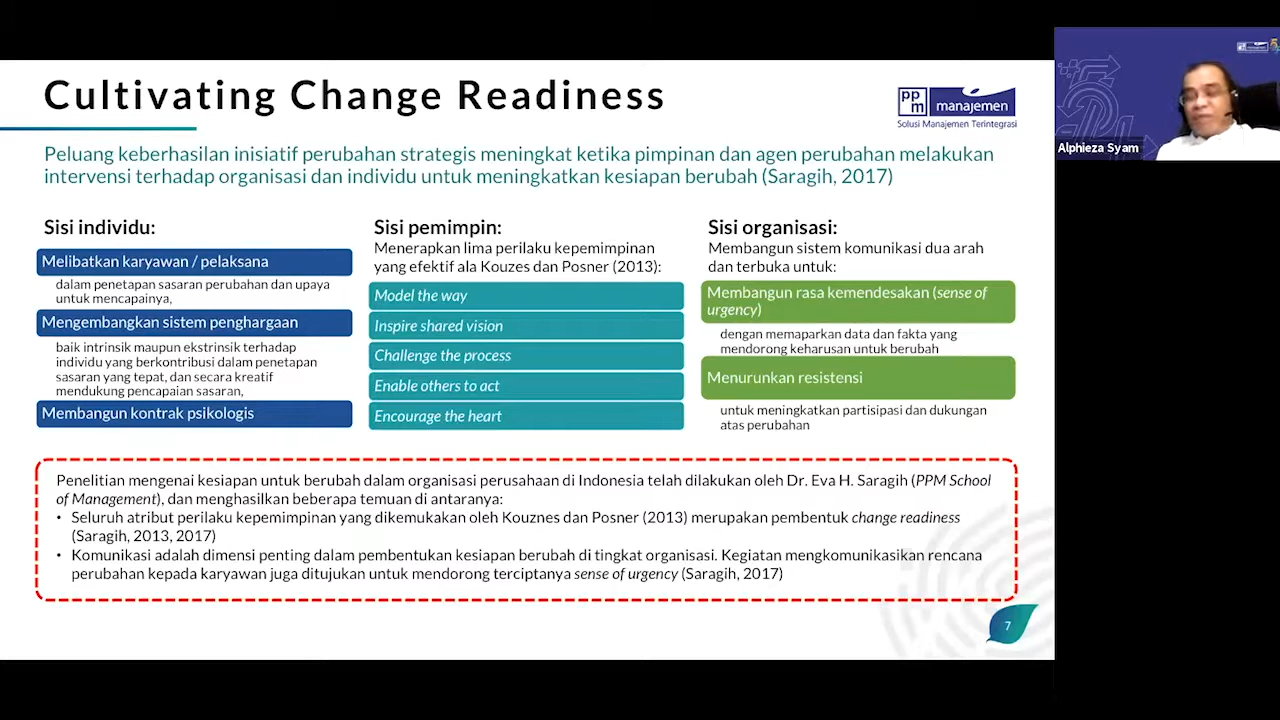 Cultivating Change Readiness
ppm manajemen
Solusi Manajemen Terintegrasi
Peluang keberhasilan inisiatif perubahan strategis meningkat ketika pimpinan dan agen perubahan melakukan
intervensi terhadap organisasi dan individu untuk meningkatkan kesiapan berubah (Saragih, 2017)
Sisi individu:
Melibatkan karyawan / pelaksana
dalam penetapan sasaran perubahan dan upaya
untuk mencapainya,
Mengembangkan sistem penghargaan
baik intrinsik maupun ekstrinsik terhadap
individu yang berkontribusi dalam penetapan
sasaran yang tepat, dan secara kreatif
mendukung pencapaian sasaran,
Membangun kontrak psikologis
Sisi pemimpin:
Menerapkan lima perilaku kepemimpinan
yang efektif ala Kouzes dan Posner (2013):
Model the way
Inspire shared vision
Challenge the process
Enable others to act
Encourage the heart
Sisi organisasi:
Membangun sistem komunikasi dua arah
dan terbuka untuk:
Membangun rasa kemendesakan (sense of
urgency)
dengan memaparkan data dan fakta yang
mendorong keharusan untuk berubah
Menurunkan resistensi
untuk meningkatkan partisipasi dan dukungan
atas perubahan
Penelitian mengenai kesiapan untuk berubah dalam organisasi perusahaan di Indonesia telah dilakukan oleh Dr. Eva H. Saragih (PPM School
of Management), dan menghasilkan beberapa temuan di antaranya:
• Seluruh atribut perilaku kepemimpinan yang dikemukakan oleh Kouznes dan Posner (2013) merupakan pembentuk change readiness
(Saragih, 2013, 2017)
• Komunikasi adalah dimensi penting dalam pembentukan kesiapan berubah di tingkat organisasi. Kegiatan mengkomunikasikan rencana
perubahan kepada karyawan juga ditujukan untuk mendorong terciptanya sense of urgency (Saragih, 2017)
7
Alphieza Syam